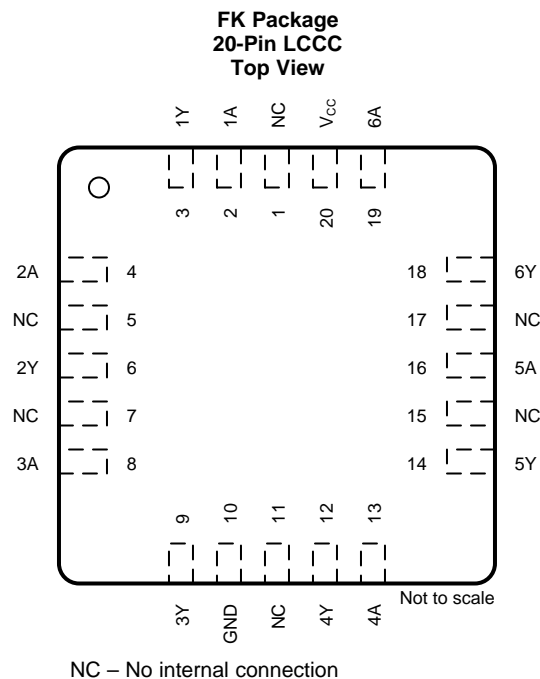 FK Package
20-Pin LCCC
Top View
1Y 1A NC VCC 6A
3 2 1 20 19
2A 4 18 6Y
NC 5 17 NC
2Y 6 16 5A
NC 7 15 NC
3A 8 14 5Y
9 10 11 12 13
3Y GND NC 4Y 4A
Not to scale
NC – No internal connection